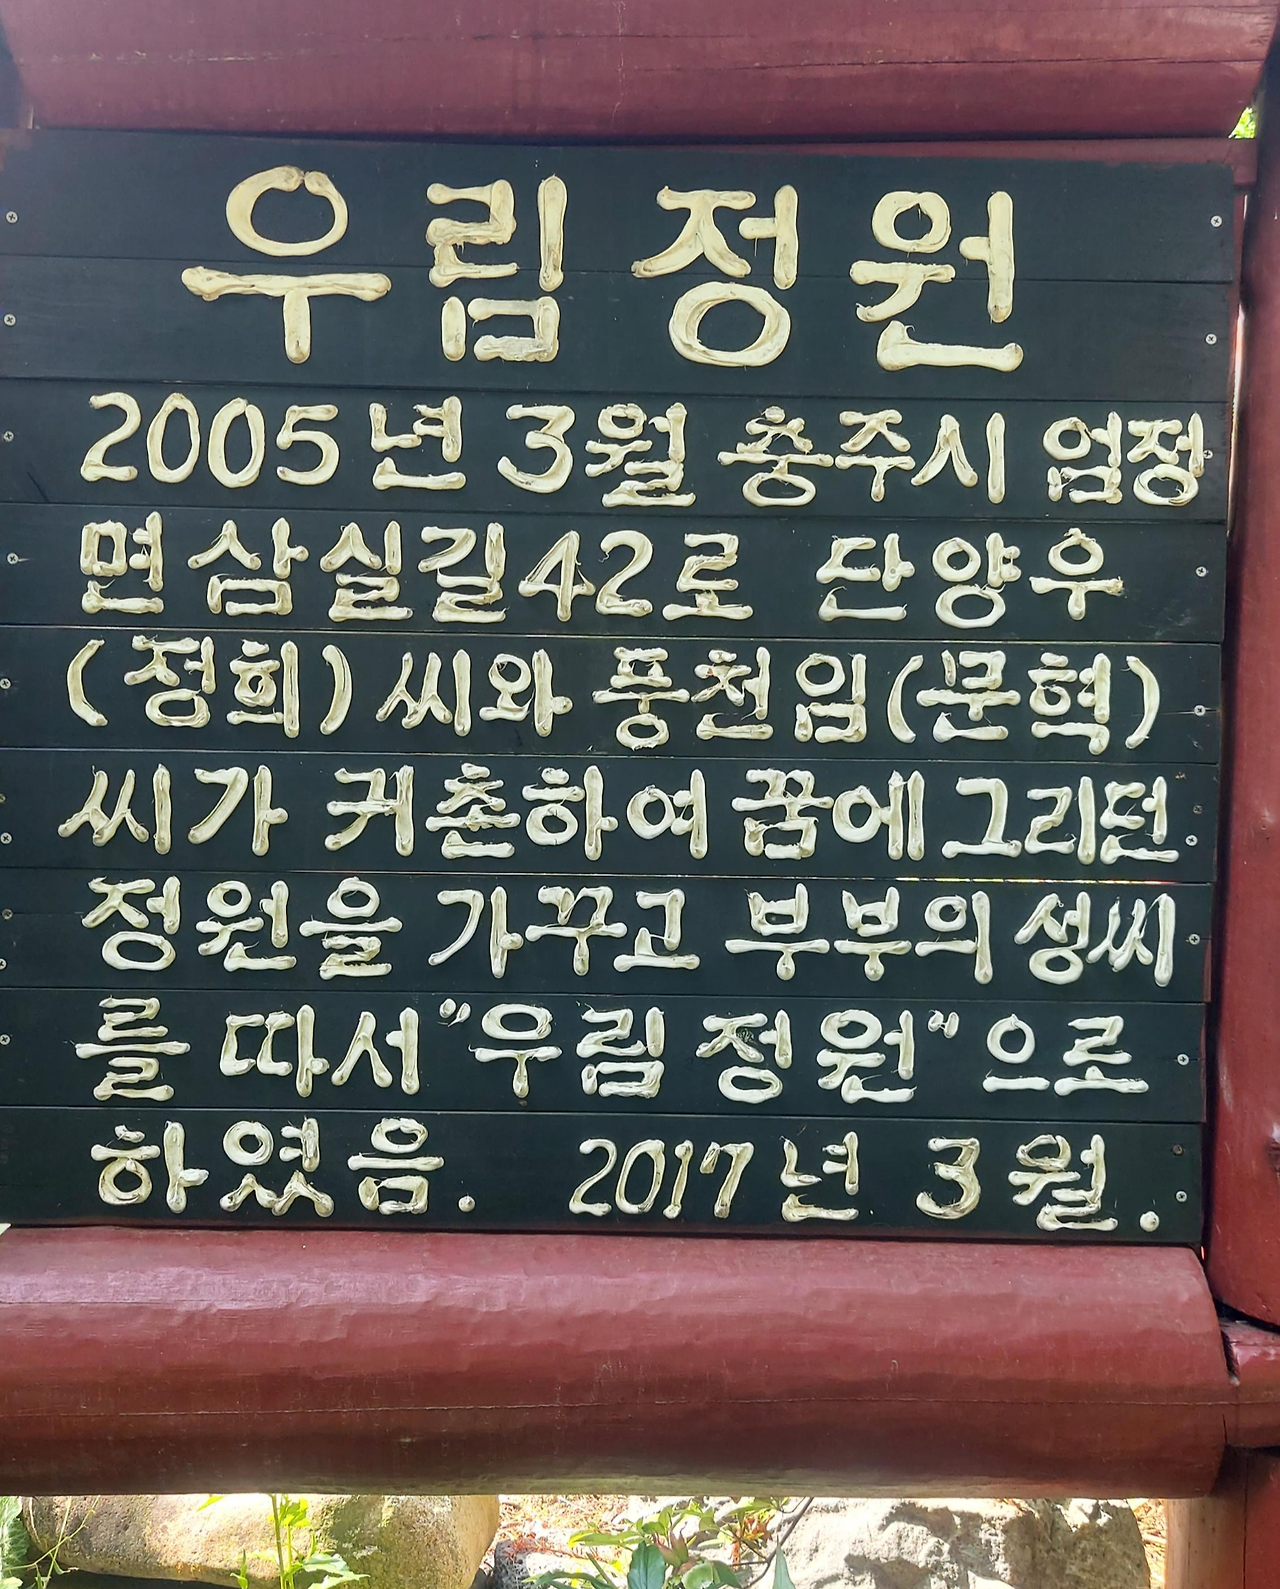 우림정원
2005년 3월 충주시 엄정
면 삼실길42로 단양우
(정희)씨와 풍천임(문혁)
씨가 귀촌하여 꿈에 그리던
정원을 가꾸고 부부의 성씨
를 따서 "우림 정원"으로
하였음. 2017년 3월.